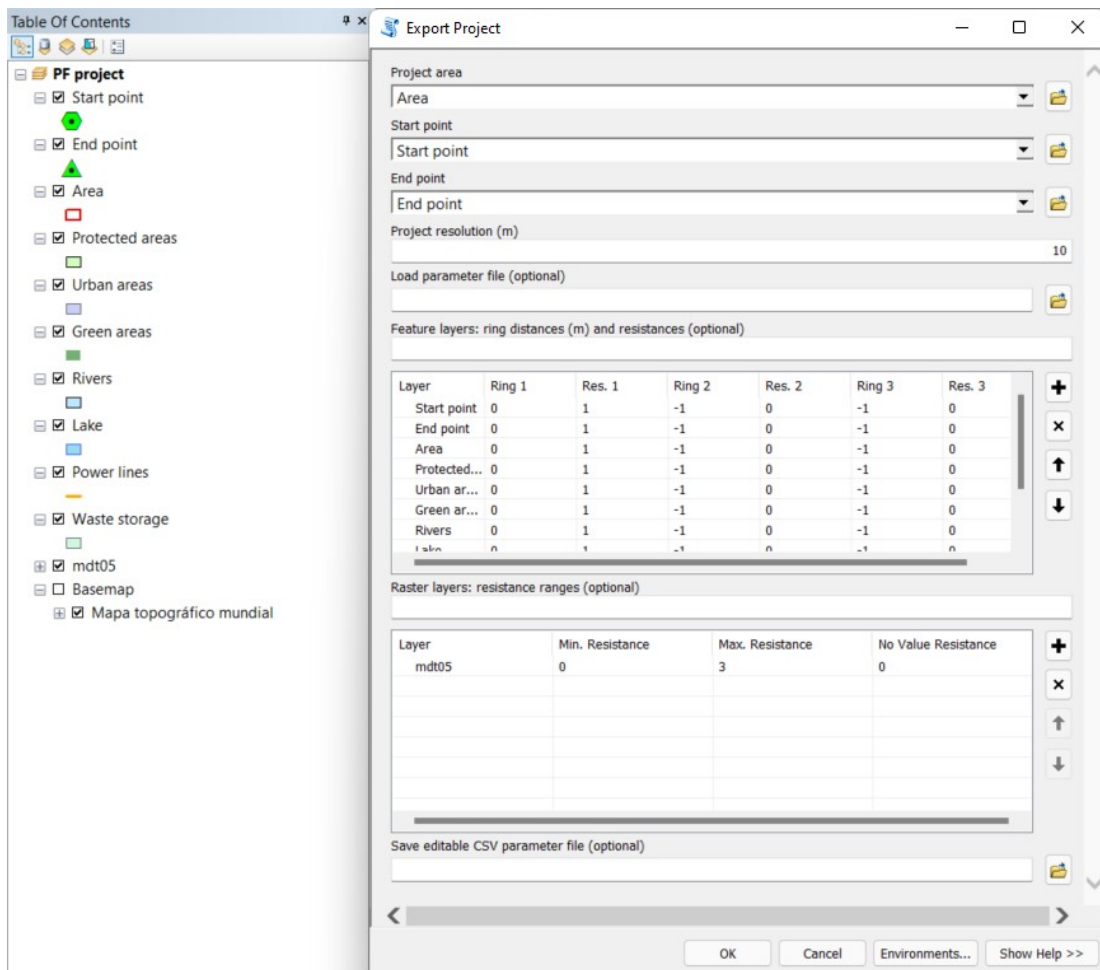 Table Of Contents
PF project
Start point
End point
Area
Protected areas
Urban areas
Green areas
Rivers
Lake
Power lines
Waste storage
mdt05
Basemap
Mapa topográfico mundial
Export Project
Project area
Area
Start point
Start point
End point
End point
Project resolution (m)
10
Load parameter file (optional)
Feature layers: ring distances (m) and resistances (optional)
Layer Ring 1 Res. 1 Ring 2 Res. 2 Ring 3 Res. 3
Start point 0 1 -1 0 -1 0
End point 0 1 -1 0 -1 0
Area 0 1 -1 0 -1 0
Protected... 0 1 -1 0 -1 0
Urban ar... 0 1 -1 0 -1 0
Green ar... 0 1 -1 0 -1 0
Rivers 0 1 -1 0 -1 0
Lake 0 1 -1 0 -1 0
Raster layers: resistance ranges (optional)
Layer Min. Resistance Max. Resistance No Value Resistance
mdt05 0 3 0
Save editable CSV parameter file (optional)
OK Cancel Environments... Show Help >>